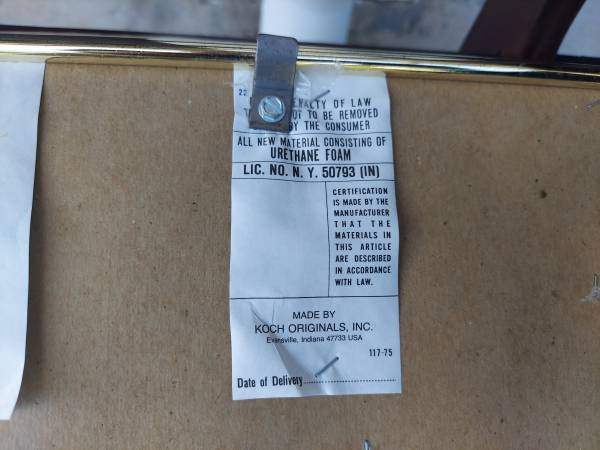 22
ALTY OF LAW
OT TO BE REMOVED
BY THE CONSUMER
ALL NEW MATERIAL CONSISTING OF
URETHANE FOAM
LIC. NO. N. Y. 50793 (IN)
CERTIFICATION
IS MADE BY THE
MANUFACTURER
THAT THE
MATERIALS IN
THIS ARTICLE
ARE DESCRIBED
IN ACCORDANCE
WITH LAW.
MADE BY
KOCH ORIGINALS, INC.
Evansville, Indiana 47733 USA
117-75
Date of Delivery